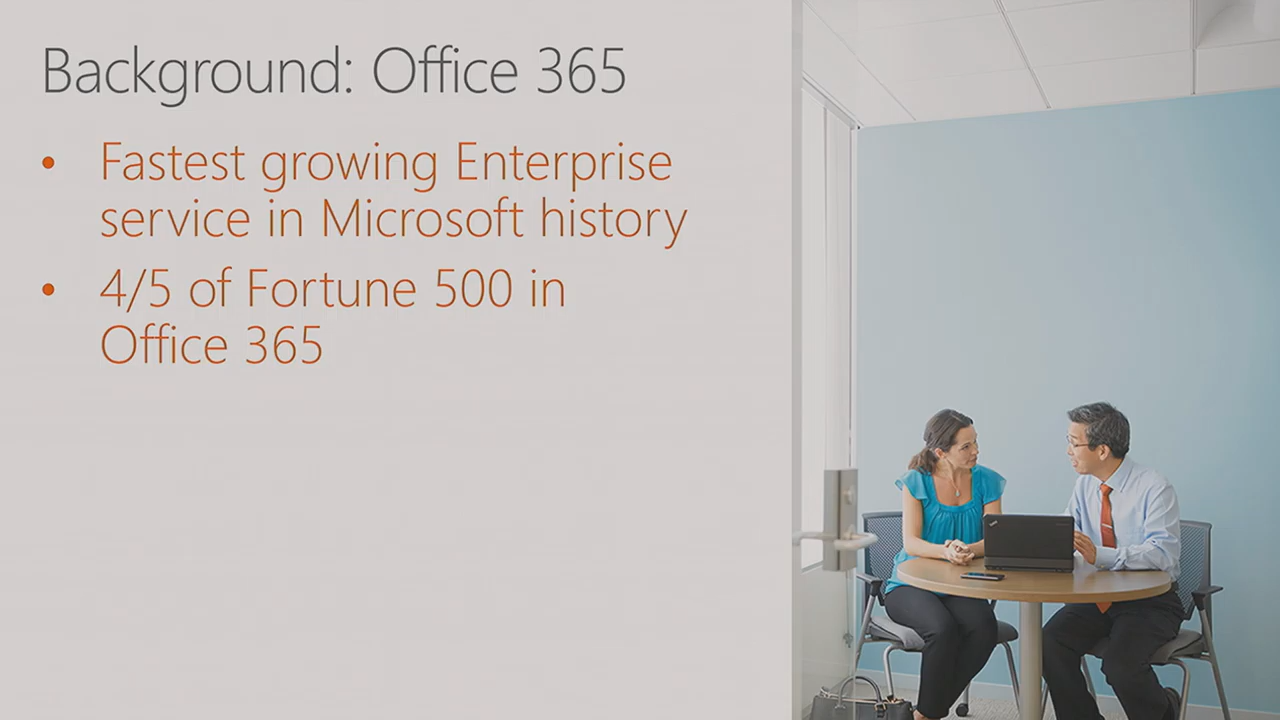 Background: Office 365
• Fastest growing Enterprise
service in Microsoft history
• 4/5 of Fortune 500 in
Office 365